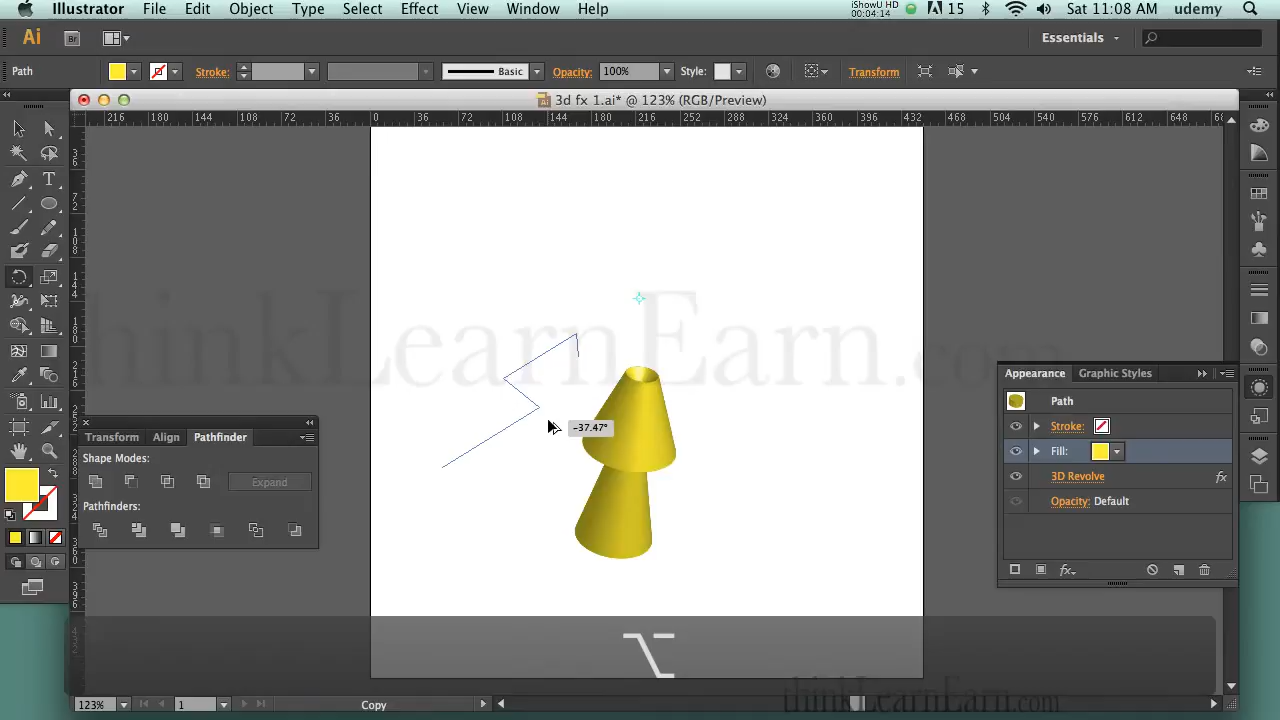 Illustrator File Edit Object Type Select Effect View Window Help
iShowU HD
00:04:14
15
Sat 11:08 AM udemy
Ai
Br
Essentials
Path
Stroke:
Basic
Opacity:
100%
Style:
Transform
3d fx 1.ai* @ 123% (RGB/Preview)
216 180 144 108 72 36 0 36 72 108 144 180 216 252 288 324 360 396 432 468 504 540 576 612 648
thinkLearnEarn.com
-37.47°
Transform Align Pathfinder
Shape Modes:
Expand
Pathfinders:
Appearance Graphic Styles
Path
Stroke:
Fill:
3D Revolve
fx
Opacity: Default
fx
123%
1
Copy
thinkLearnEarn.com